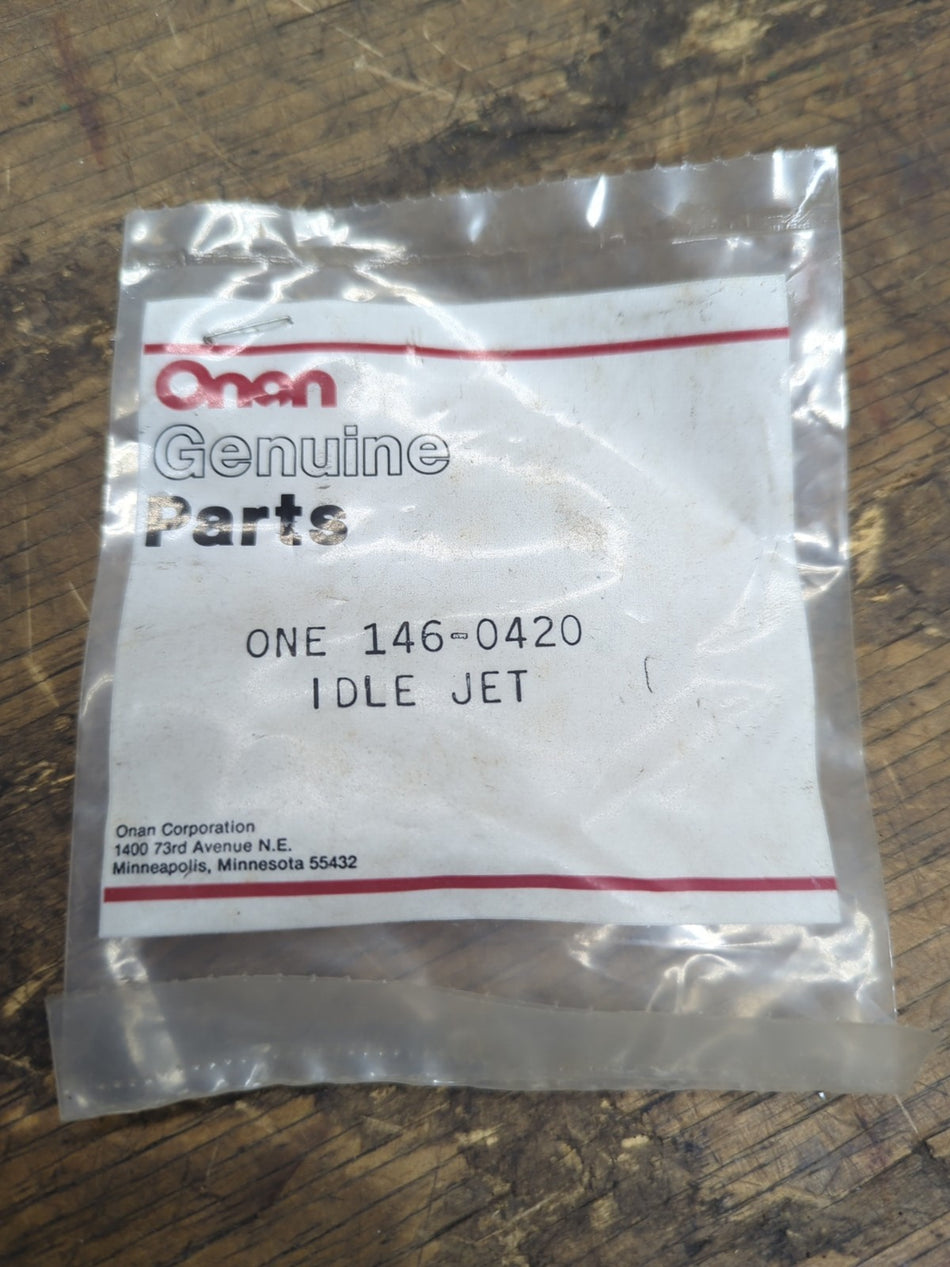 Onan
Genuine
Parts
ONE 146-0420
IDLE JET
Onan Corporation
1400 73rd Avenue N.E.
Minneapolis, Minnesota 55432